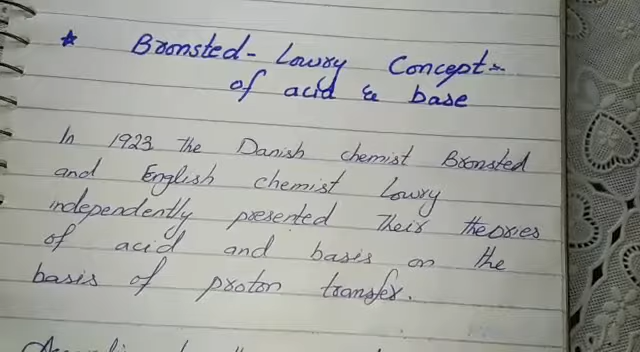 * Bronsted - Lowry Concept :-
of acid & base
In 1923 the Danish chemist Bronsted
and English chemist Lowry
independently presented their theories
of acid and basis on the
basis of proton transfer.